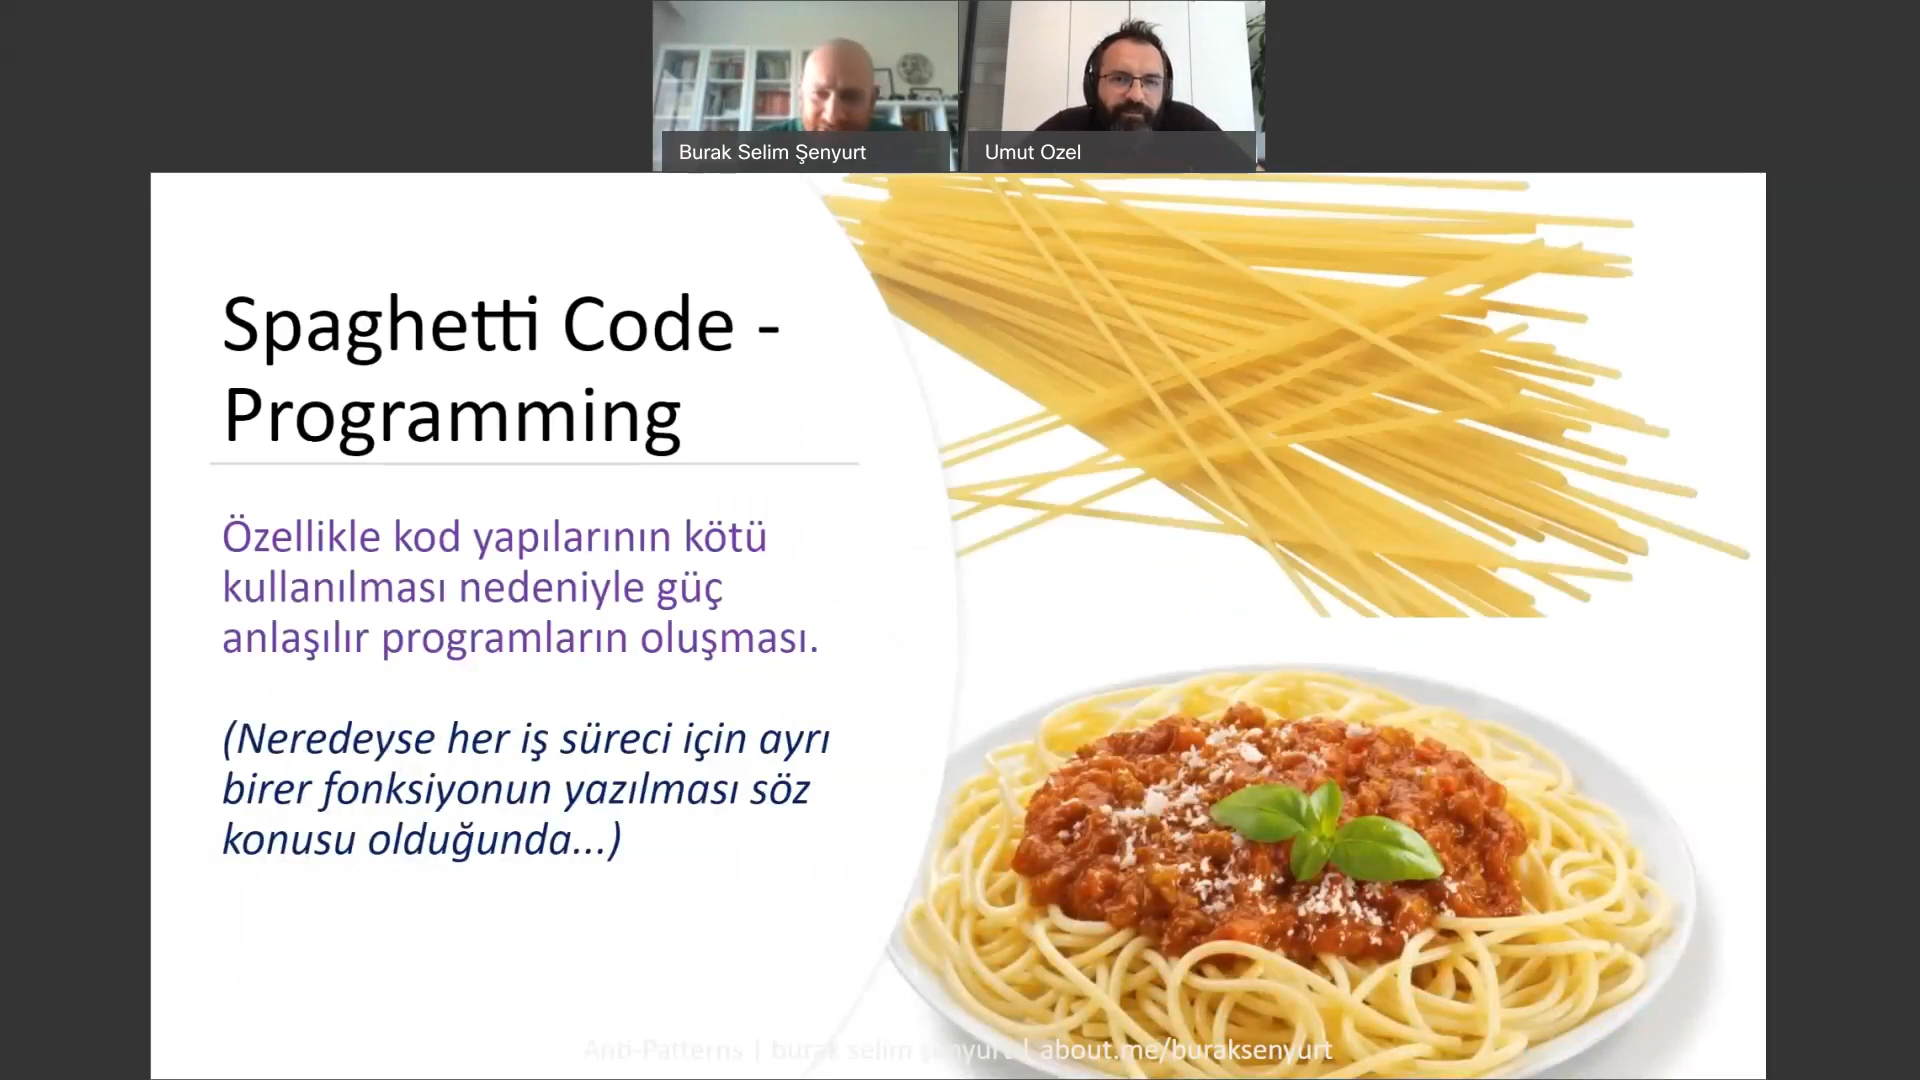 Burak Selim Şenyurt
Umut Ozel
Spaghetti Code -
Programming
Özellikle kod yapılarının kötü
kullanılması nedeniyle güç
anlaşılır programların oluşması.
(Neredeyse her iş süreci için ayrı
birer fonksiyonun yazılması söz
konusu olduğunda...)
Anti-Patterns | burak selim şenyurt | about.me/buraksenyurt